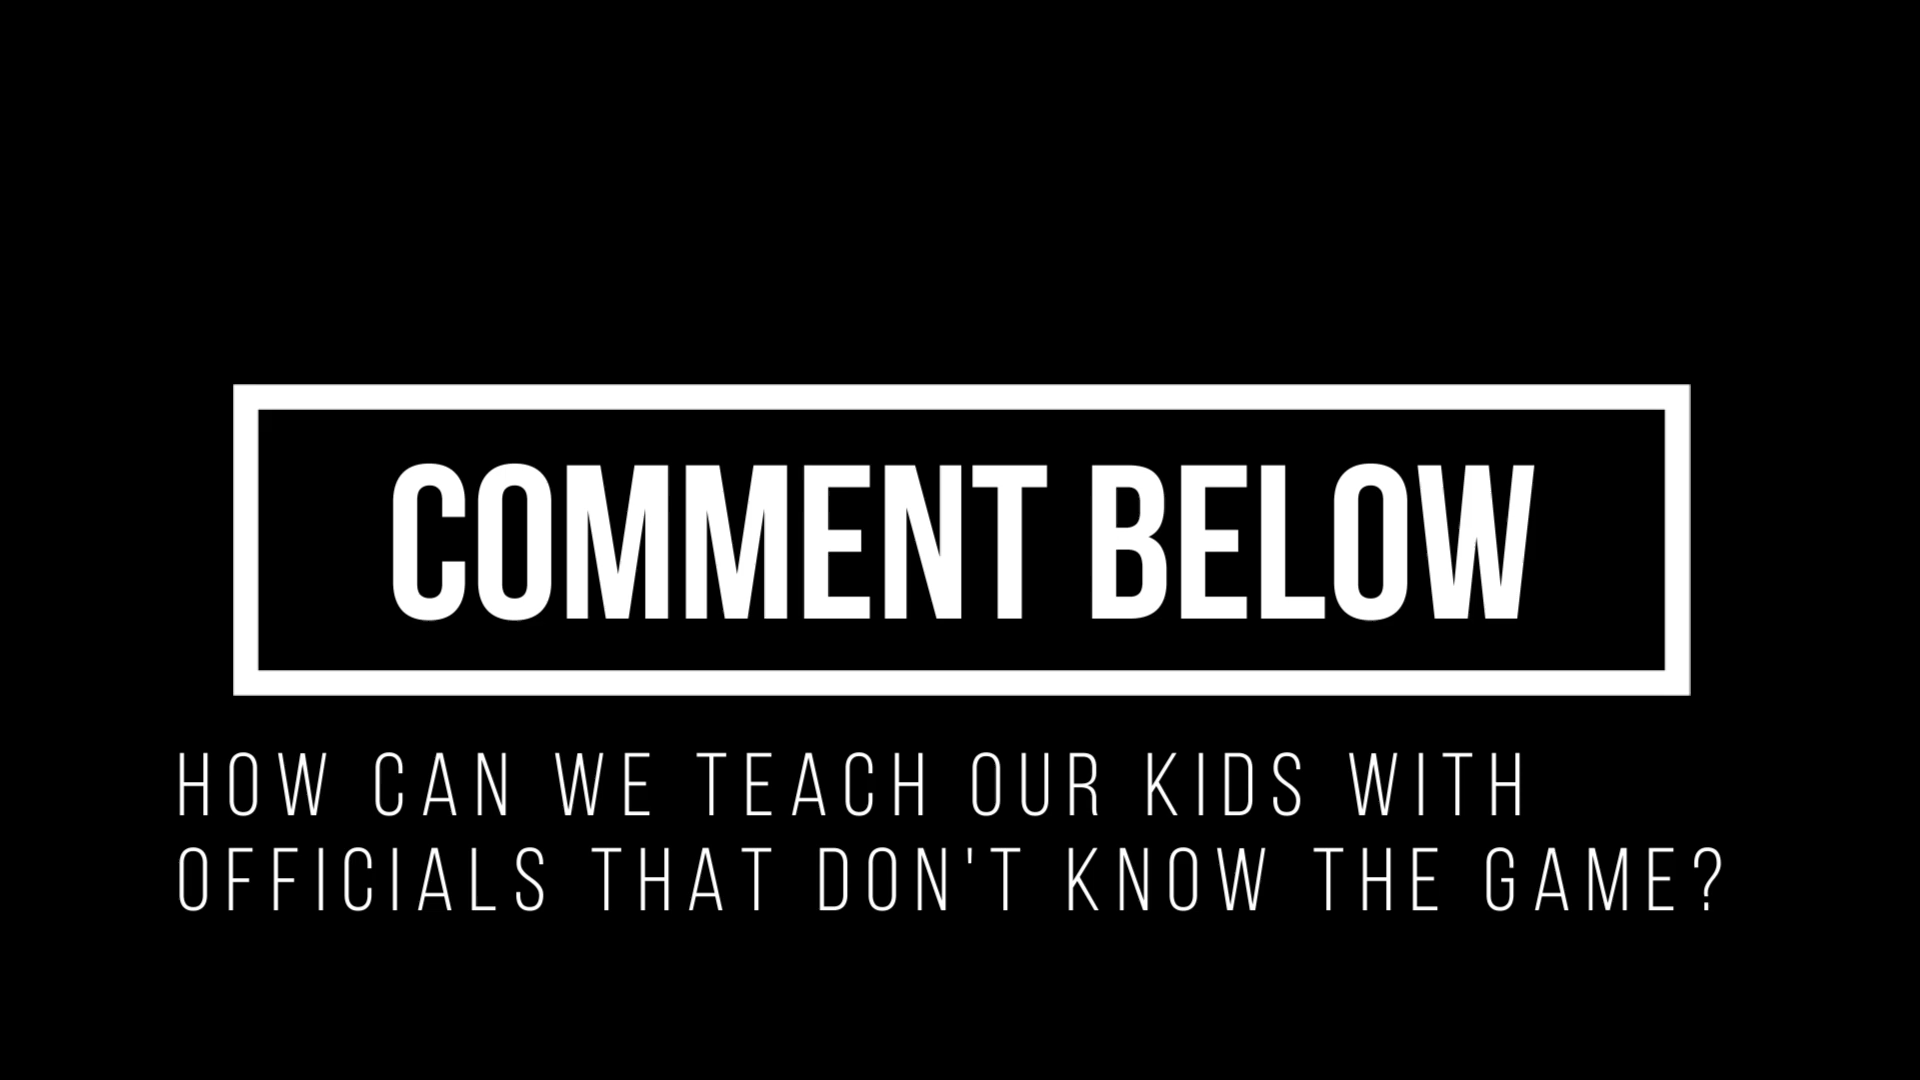 COMMENT BELOW
HOW CAN WE TEACH OUR KIDS WITH
OFFICIALS THAT DON'T KNOW THE GAME?